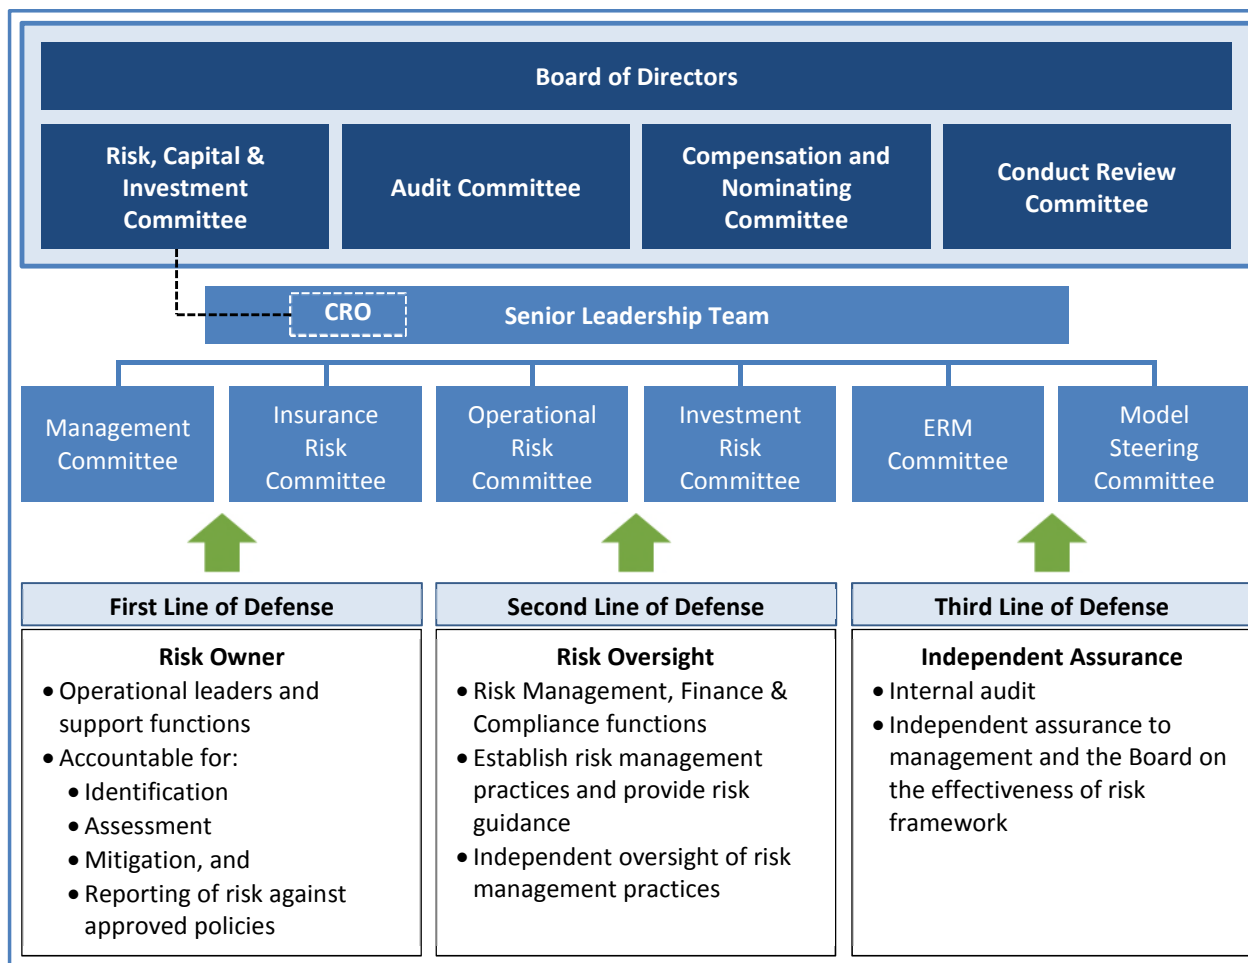 Board of Directors
Risk, Capital &
Investment
Committee
Audit Committee
Compensation and
Nominating
Committee
Conduct Review
Committee
CRO
Senior Leadership Team
Management
Committee
Insurance
Risk
Committee
Operational
Risk
Committee
Investment
Risk
Committee
ERM
Committee
Model
Steering
Committee
First Line of Defense
Risk Owner
• Operational leaders and
support functions
• Accountable for:
• Identification
• Assessment
• Mitigation, and
• Reporting of risk against
approved policies
Second Line of Defense
Risk Oversight
• Risk Management, Finance &
Compliance functions
• Establish risk management
practices and provide risk
guidance
• Independent oversight of risk
management practices
Third Line of Defense
Independent Assurance
• Internal audit
• Independent assurance to
management and the Board on
the effectiveness of risk
framework